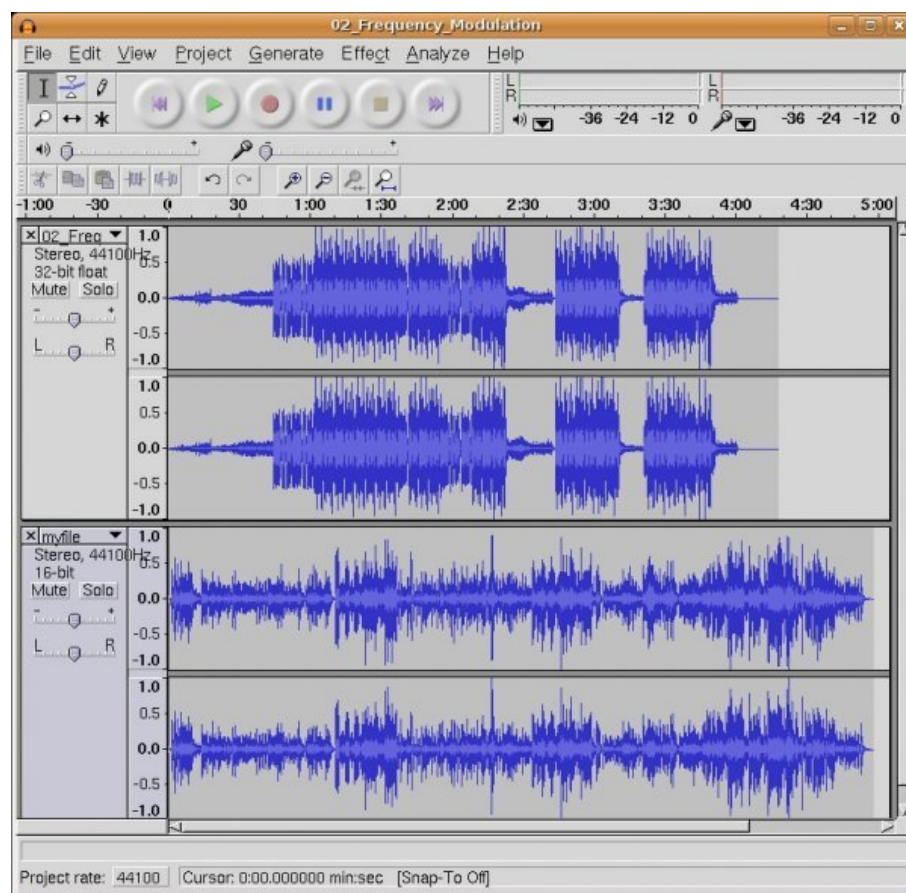 02_Frequency_Modulation
File Edit View Project Generate Effect Analyze Help
L
R
-36 -24 -12 0
L
R
-36 -24 -12 0
- +
- +
-1:00 -30 0 30 1:00 1:30 2:00 2:30 3:00 3:30 4:00 4:30 5:00
02_Freq
Stereo, 44100Hz
32-bit float
Mute Solo
- +
L R
1.0
0.5
0.0
-0.5
-1.0
1.0
0.5
0.0
-0.5
-1.0
myfile
Stereo, 44100Hz
16-bit
Mute Solo
- +
L R
1.0
0.5
0.0
-0.5
-1.0
1.0
0.5
0.0
-0.5
-1.0
Project rate: 44100 Cursor: 0:00.000000 min:sec [Snap-To Off]